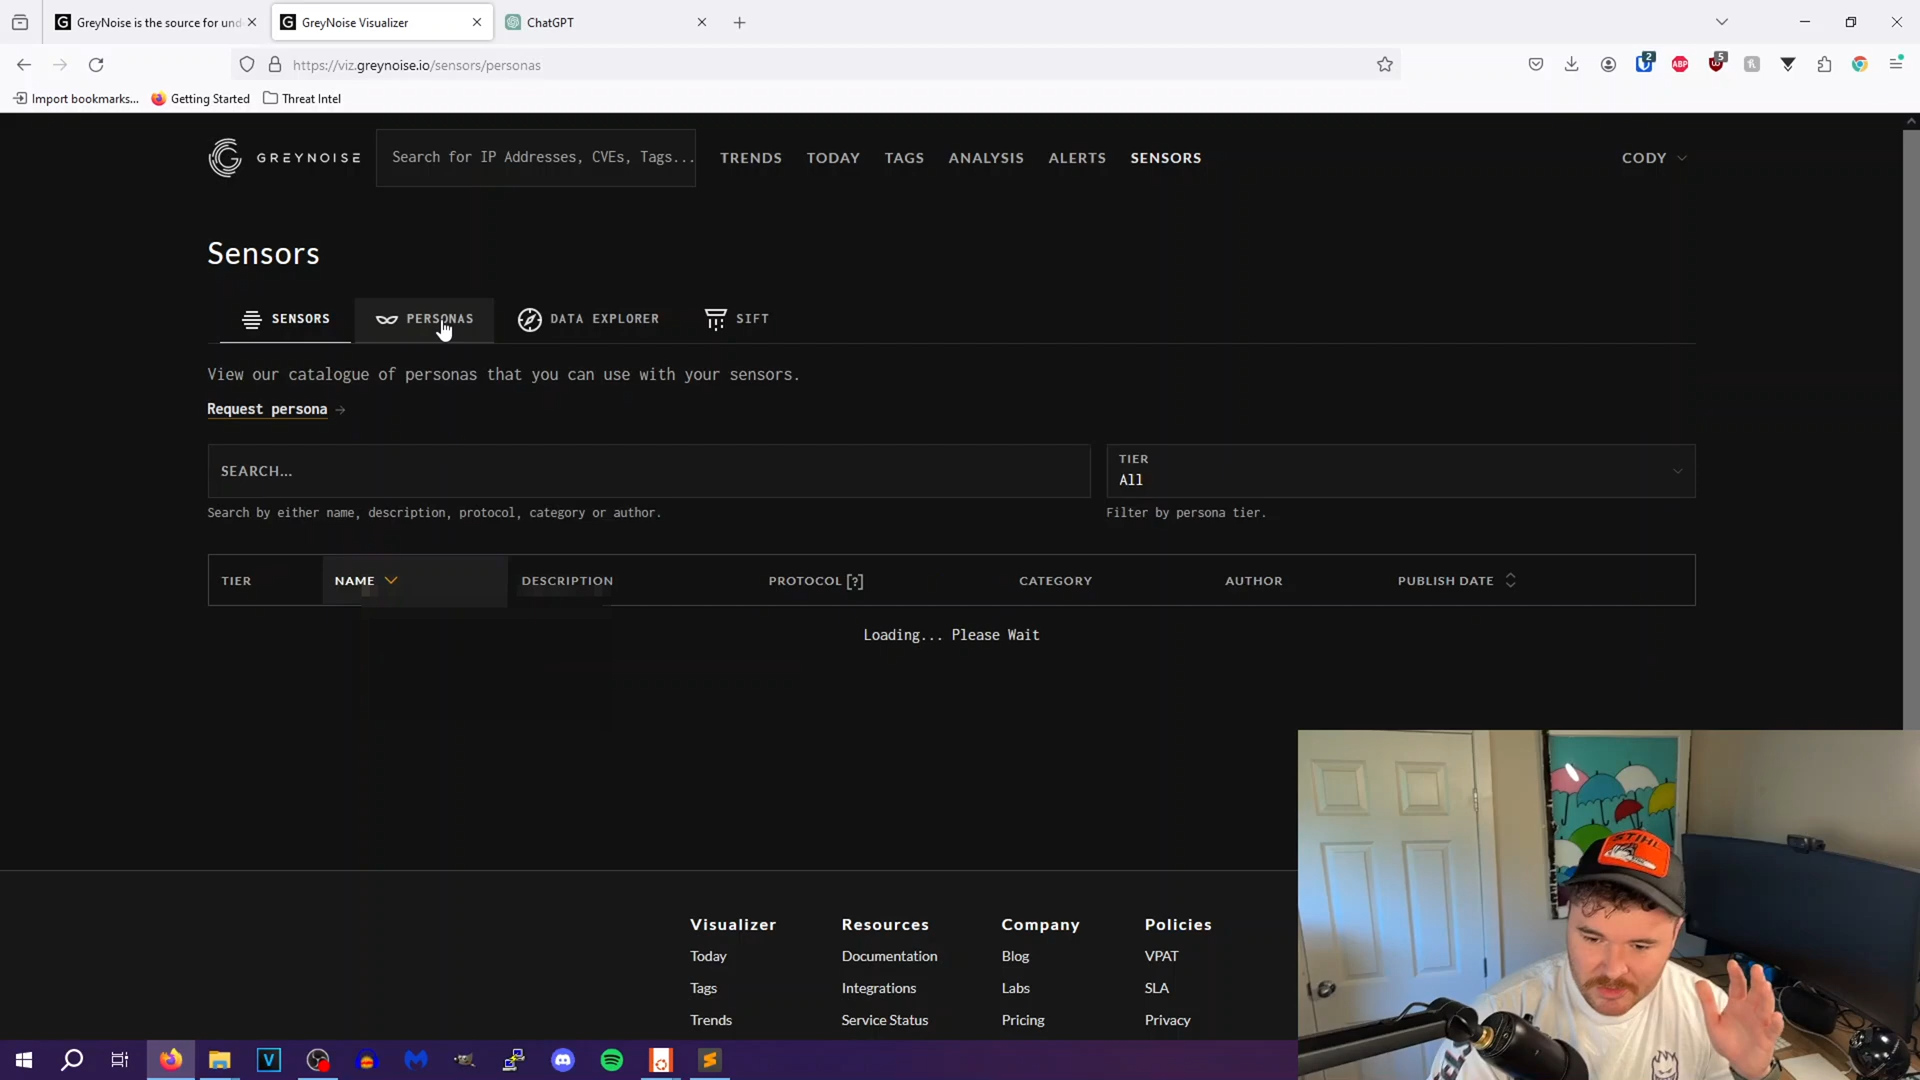 GreyNoise is the source for und
GreyNoise Visualizer
ChatGPT
https://viz.greynoise.io/sensors/personas
2
ABP
5
Import bookmarks...
Getting Started
Threat Intel
GREYNOISE
Search for IP Addresses, CVEs, Tags...
TRENDS
TODAY
TAGS
ANALYSIS
ALERTS
SENSORS
CODY
Sensors
SENSORS
PERSONAS
DATA EXPLORER
SIFT
View our catalogue of personas that you can use with your sensors.
Request persona →
SEARCH...
TIER
All
Search by either name, description, protocol, category or author.
Filter by persona tier.
TIER
NAME
DESCRIPTION
PROTOCOL [?]
CATEGORY
AUTHOR
PUBLISH DATE
Loading... Please Wait
Visualizer
Resources
Company
Policies
Today
Documentation
Blog
VPAT
Tags
Integrations
Labs
SLA
Trends
Service Status
Pricing
Privacy
STIHL